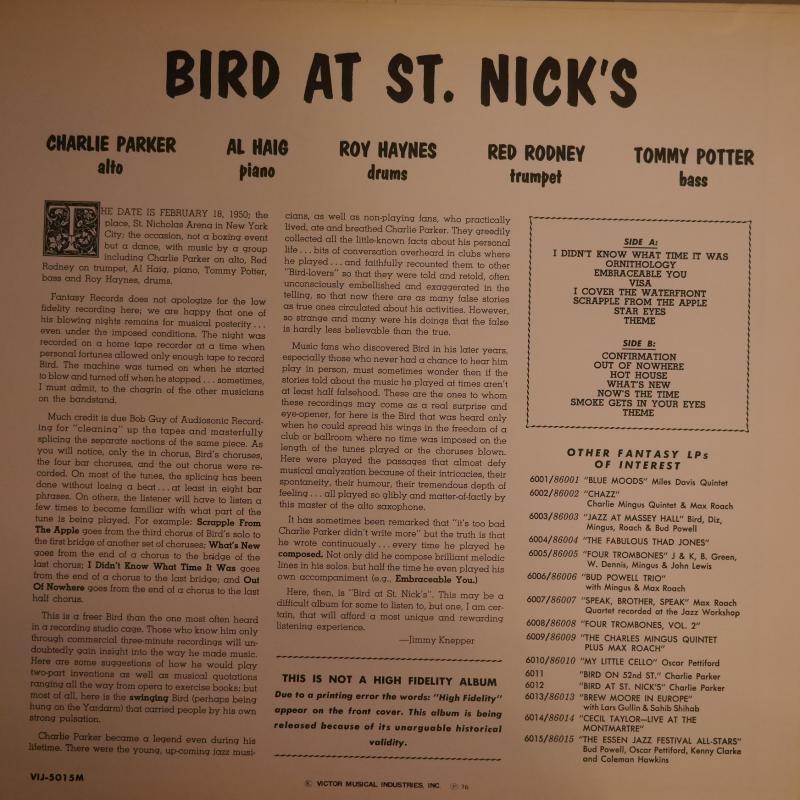 BIRD AT ST. NICK'S
CHARLIE PARKER
alto
AL HAIG
piano
ROY HAYNES
drums
RED RODNEY
trumpet
TOMMY POTTER
bass
THE DATE IS FEBRUARY 18, 1950; the
place, St. Nicholas Arena in New York
City; the occasion, not a boxing event
but a dance, with music by a group
including Charlie Parker on alto, Red
Rodney on trumpet, Al Haig, piano, Tommy Potter,
bass and Roy Haynes, drums.
Fantasy Records does not apologize for the low
fidelity recording here; we are happy that one of
his blowing nights remains for musical posterity...
even under the imposed conditions. The night was
recorded on a home tape recorder at a time when
personal fortunes allowed only enough tape to record
Bird. The machine was turned on when he started
to blow and turned off when he stopped... sometimes,
I must admit, to the chagrin of the other musicians
on the bandstand.
Much credit is due Bob Guy of Audiosonic Record-
ing for "cleaning" up the tapes and masterfully
splicing the separate sections of the same piece. As
you will notice, only the in chorus, Bird's choruses,
the four bar choruses, and the out chorus were re-
corded. On most of the tunes, the splicing has been
done without losing a beat... at least in eight bar
phrases. On others, the listener will have to listen a
few times to become familiar with what part of the
tune is being played. For example: Scrapple From
The Apple goes from the third chorus of Bird's solo to
the first bridge of another set of choruses; What's New
goes from the end of a chorus to the bridge of the
last chorus; I Didn't Know What Time It Was goes
from the end of a chorus to the last bridge; and Out
Of Nowhere goes from the end of a chorus to the last
half chorus.
This is a freer Bird than the one most often heard
in a recording studio cage. Those who know him only
through commercial three-minute recordings will un-
doubtedly gain insight into the way he made music.
Here are some suggestions of how he would play
two-part inventions as well as musical quotations
ranging all the way from opera to exercise books; but
most of all, here is the swinging Bird (perhaps being
hung on the Yardarm) that carried people by his own
strong pulsation.
Charlie Parker became a legend even during his
lifetime. There were the young, up-coming jazz musi-
cians, as well as non-playing fans, who practically
lived, ate and breathed Charlie Parker. They greedily
collected all the little-known facts about his personal
life... bits of conversation overheard in clubs where
he played... and faithfully recounted them to other
"Bird-lovers" so that they were told and retold, often
unconsciously embellished and exaggerated in the
telling, so that now there are as many false stories
as true ones circulated about his activities. However,
so strange and many were his doings that the false
is hardly less believable than the true.
Music fans who discovered Bird in his later years,
especially those who never had a chance to hear him
play in person, must sometimes wonder then if the
stories told about the music he played at times aren't
at least half falsehood. These are the ones to whom
these recordings may come as a real surprise and
eye-opener, for here is the Bird that was heard only
when he could spread his wings in the freedom of a
club or ballroom where no time was imposed on the
length of the tunes played or the choruses blown.
Here were played the passages that almost defy
musical analyzation because of their intricacies, their
spontaneity, their humour, their tremendous depth of
feeling... all played so glibly and matter-of-factly by
this master of the alto saxophone.
It has sometimes been remarked that "it's too bad
Charlie Parker didn't write more" but the truth is that
he wrote continuously... every time he played he
composed. Not only did he compose brilliant melodic
lines in his solos, but half the time he even played his
own accompaniment (e.g., Embraceable You.)
Here, then, is "Bird at St. Nick's". This may be a
difficult album for some to listen to, but one, I am cer-
tain, that will afford a most unique and rewarding
listening experience.
—Jimmy Knepper
THIS IS NOT A HIGH FIDELITY ALBUM
Due to a printing error the words: "High Fidelity"
appear on the front cover. This album is being
released because of its unarguable historical
validity.
SIDE A:
I DIDN'T KNOW WHAT TIME IT WAS
ORNITHOLOGY
EMBRACEABLE YOU
VISA
I COVER THE WATERFRONT
SCRAPPLE FROM THE APPLE
STAR EYES
THEME
SIDE B:
CONFIRMATION
OUT OF NOWHERE
HOT HOUSE
WHAT'S NEW
NOW'S THE TIME
SMOKE GETS IN YOUR EYES
THEME
OTHER FANTASY LPs
OF INTEREST
6001/86001 "BLUE MOODS" Miles Davis Quintet
6002/86002 "CHAZZ"
Charlie Mingus Quintet & Max Roach
6003/86003 "JAZZ AT MASSEY HALL" Bird, Diz,
Mingus, Roach & Bud Powell
6004/86004 "THE FABULOUS THAD JONES"
6005/86005 "FOUR TROMBONES" J & K, B. Green,
W. Dennis, Mingus & John Lewis
6006/86006 "BUD POWELL TRIO"
with Mingus & Max Roach
6007/86007 "SPEAK, BROTHER, SPEAK" Max Roach
Quartet recorded at the Jazz Workshop
6008/86008 "FOUR TROMBONES, VOL. 2"
6009/86009 "THE CHARLES MINGUS QUINTET
PLUS MAX ROACH"
6010/86010 "MY LITTLE CELLO" Oscar Pettiford
6011 "BIRD ON 52nd ST." Charlie Parker
6012 "BIRD AT ST. NICK'S" Charlie Parker
6013/86013 "BREW MOORE IN EUROPE"
with Lars Gullin & Sahib Shihab
6014/86014 "CECIL TAYLOR—LIVE AT THE
MONTMARTRE"
6015/86015 "THE ESSEN JAZZ FESTIVAL ALL-STARS"
Bud Powell, Oscar Pettiford, Kenny Clarke
and Coleman Hawkins
VIJ-5015M
© VICTOR MUSICAL INDUSTRIES, INC. ℗ 76